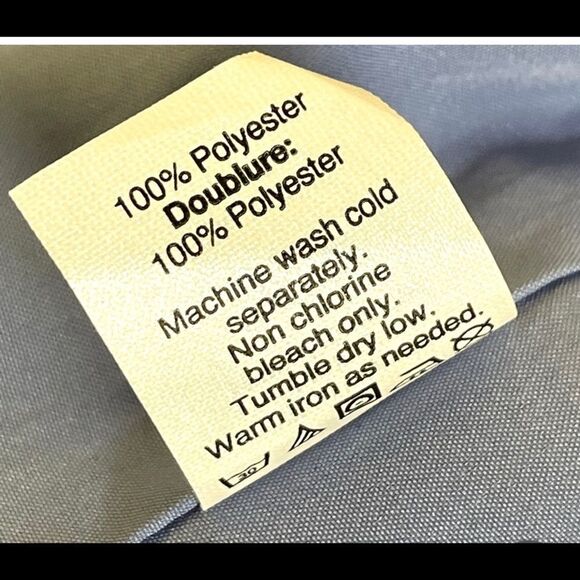 100% Polyester
Doublure:
100% Polyester
Machine wash cold
separately.
Non chlorine
bleach only.
Tumble dry low.
Warm iron as needed.
30